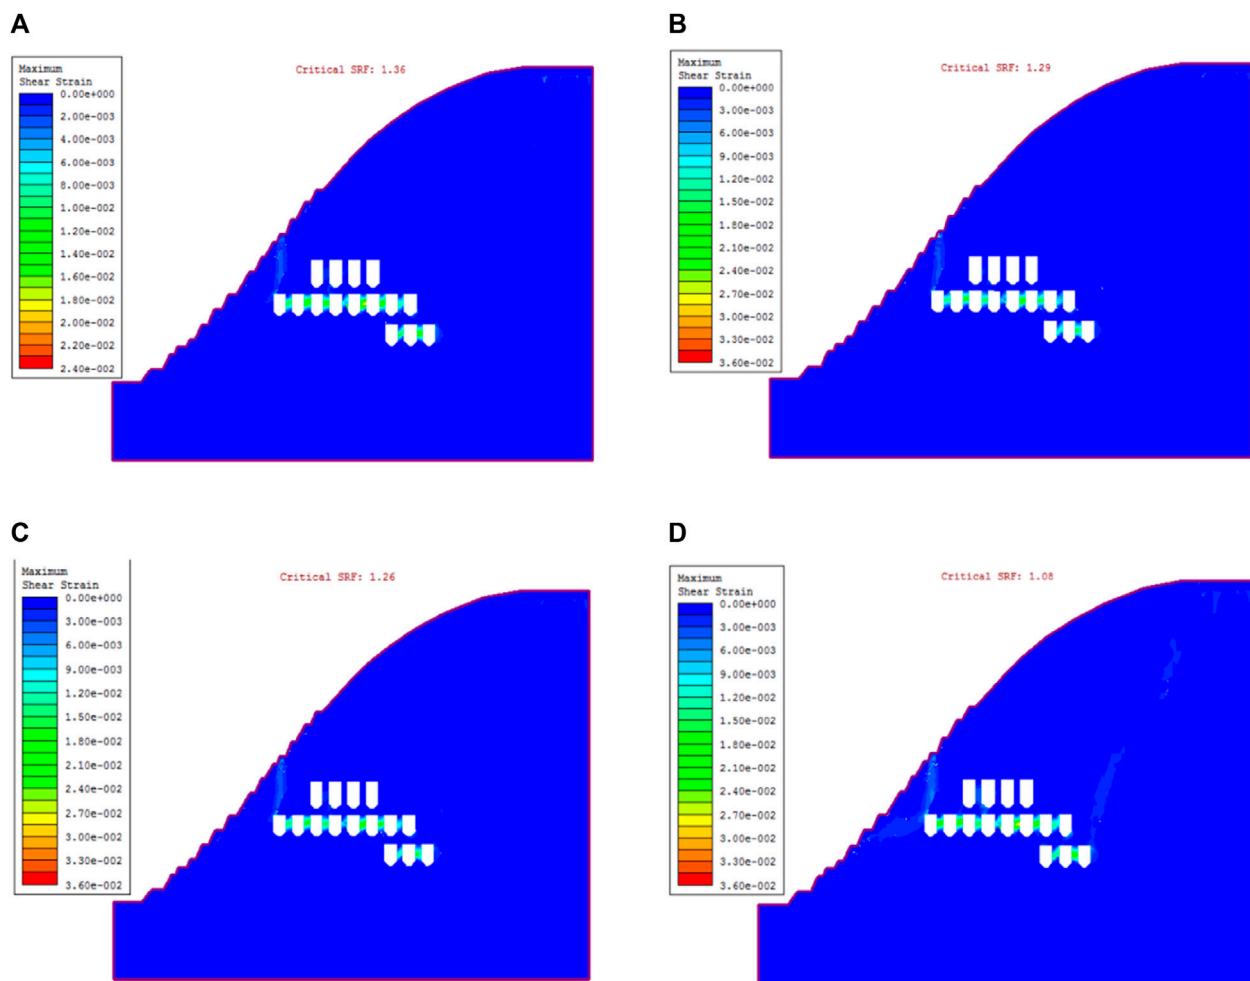 A
Critical SRF: 1.36
Maximum
Shear Strain
0.00e+000
2.00e-003
4.00e-003
6.00e-003
8.00e-003
1.00e-002
1.20e-002
1.40e-002
1.60e-002
1.80e-002
2.00e-002
2.20e-002
2.40e-002
B
Critical SRF: 1.29
Maximum
Shear Strain
0.00e+000
3.00e-003
6.00e-003
9.00e-003
1.20e-002
1.50e-002
1.80e-002
2.10e-002
2.40e-002
2.70e-002
3.00e-002
3.30e-002
3.60e-002
C
Critical SRF: 1.26
Maximum
Shear Strain
0.00e+000
3.00e-003
6.00e-003
9.00e-003
1.20e-002
1.50e-002
1.80e-002
2.10e-002
2.40e-002
2.70e-002
3.00e-002
3.30e-002
3.60e-002
D
Critical SRF: 1.08
Maximum
Shear Strain
0.00e+000
3.00e-003
6.00e-003
9.00e-003
1.20e-002
1.50e-002
1.80e-002
2.10e-002
2.40e-002
2.70e-002
3.00e-002
3.30e-002
3.60e-002